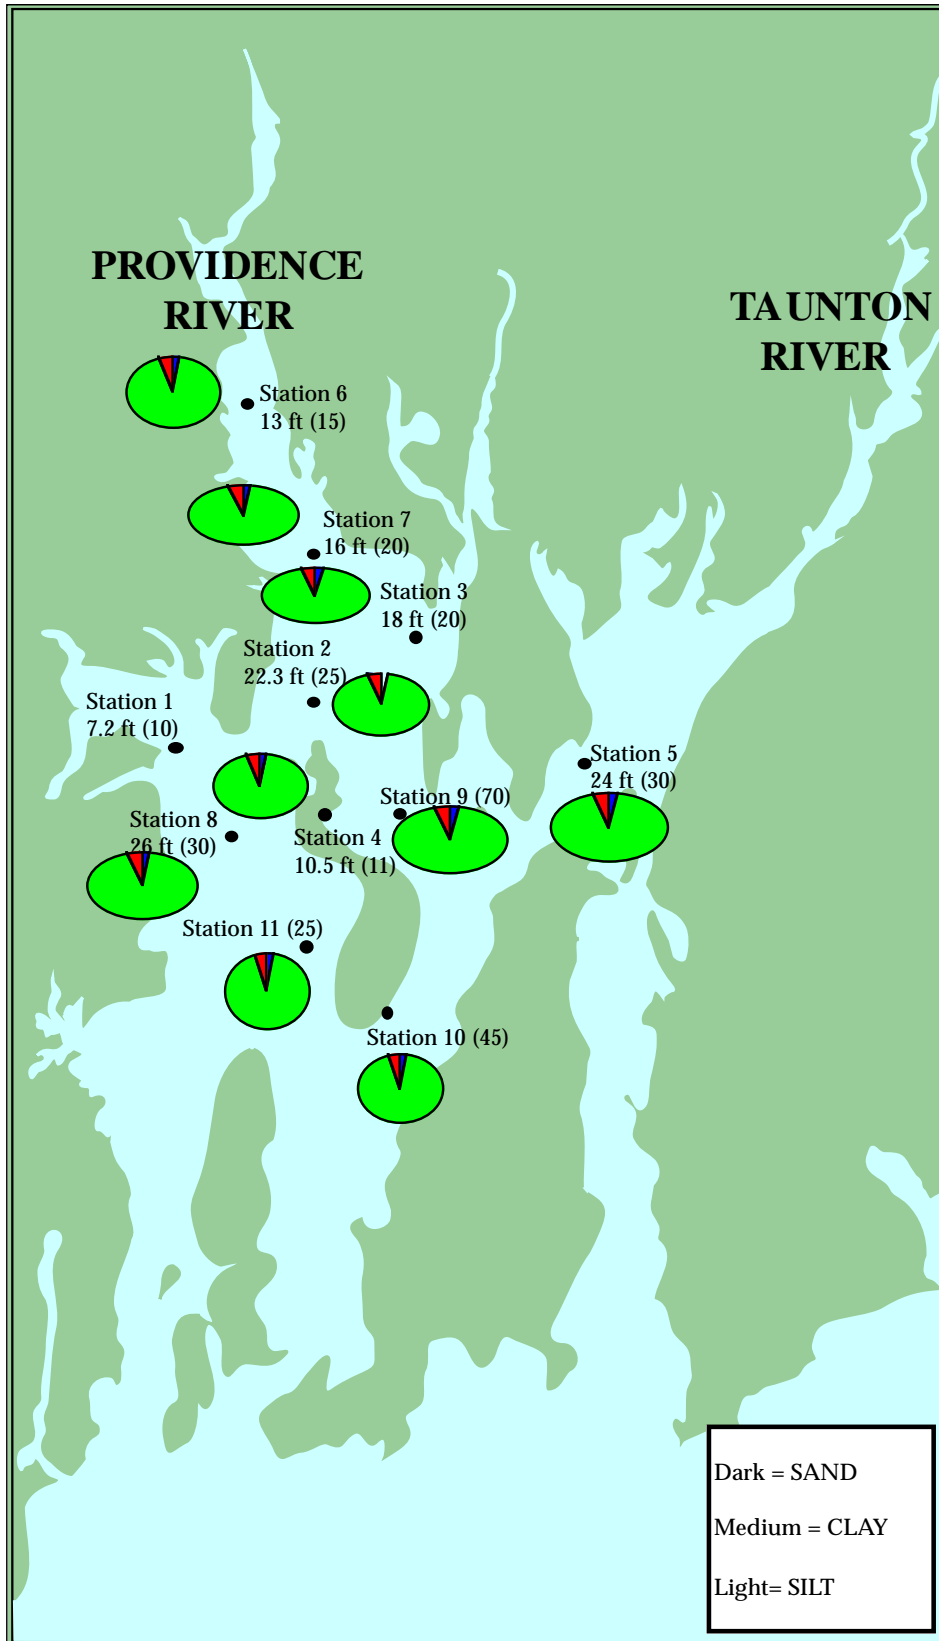 PROVIDENCE
RIVER
TAUNTON
RIVER
Station 6
13 ft (15)
Station 7
16 ft (20)
Station 3
18 ft (20)
Station 2
22.3 ft (25)
Station 1
7.2 ft (10)
Station 5
24 ft (30)
Station 9 (70)
Station 8
26 ft (30)
Station 4
10.5 ft (11)
Station 11 (25)
Station 10 (45)
Dark = SAND
Medium = CLAY
Light= SILT